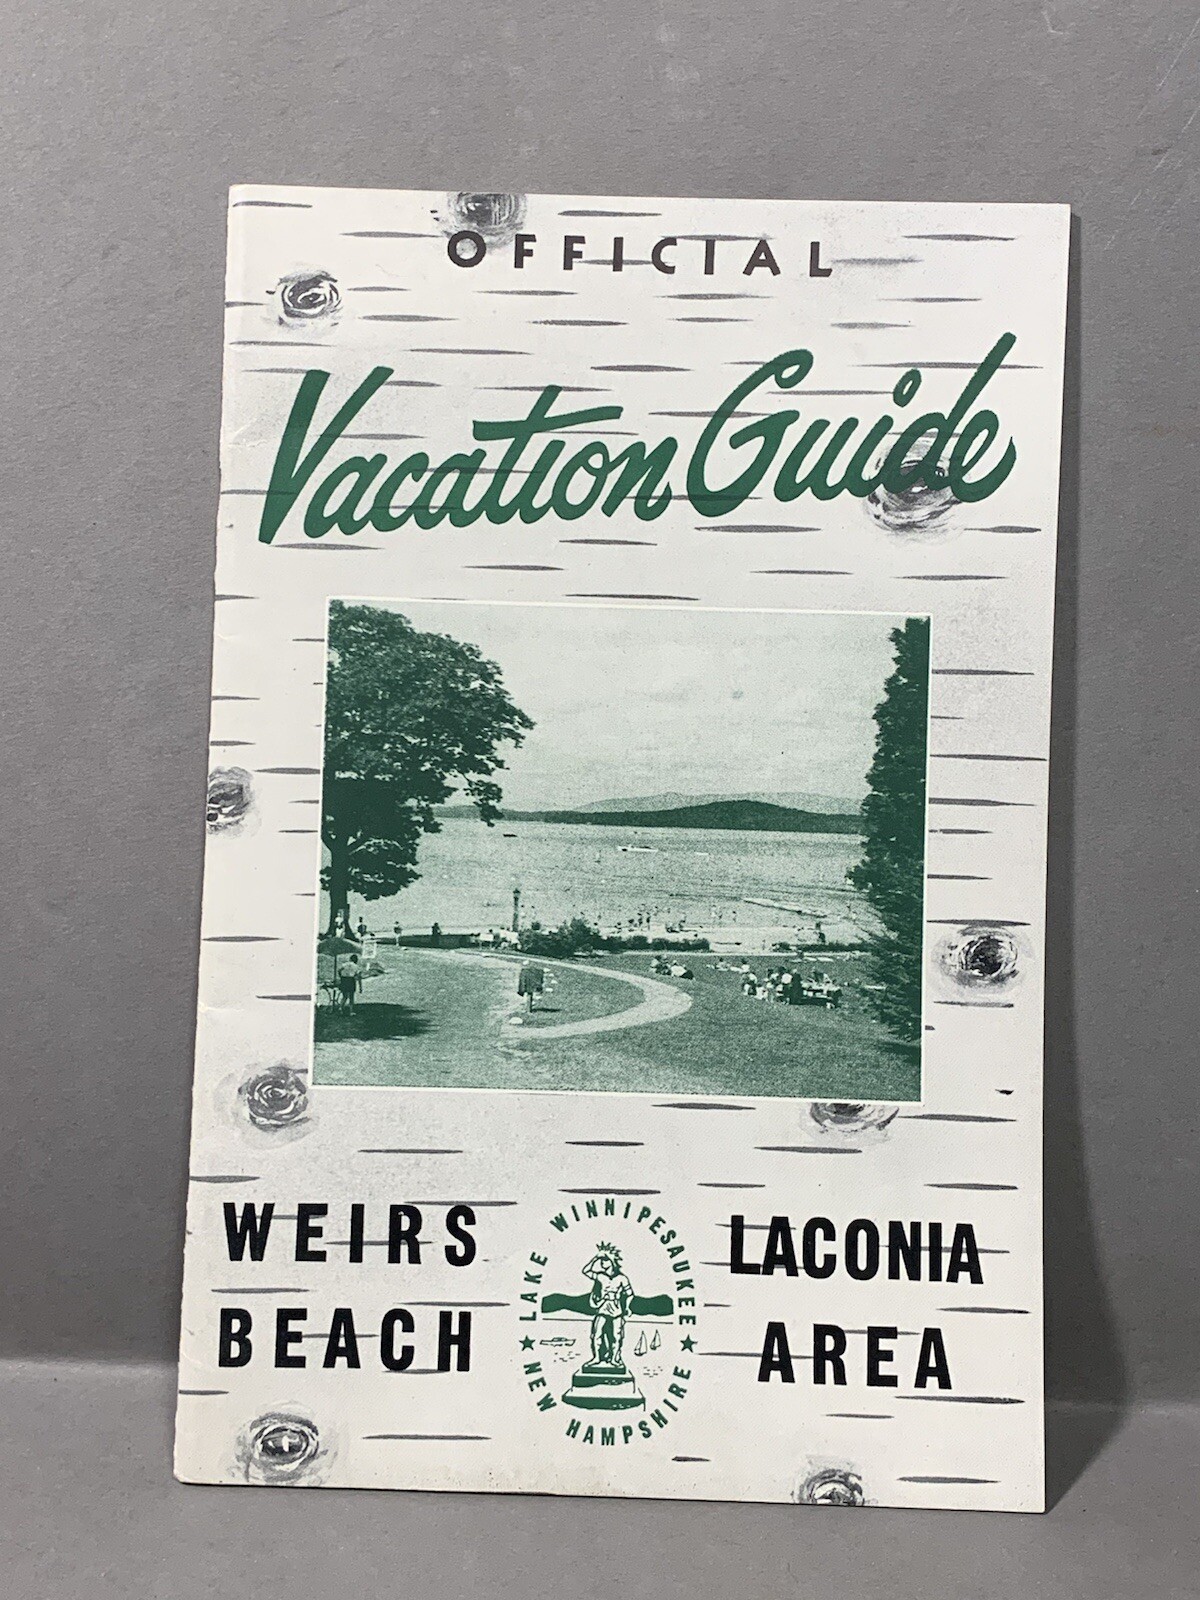 OFFICIAL
Vacation Guide
WEIRS
BEACH
LAKE WINNIPESAUKEE
★ NEW HAMPSHIRE ★
LACONIA
AREA